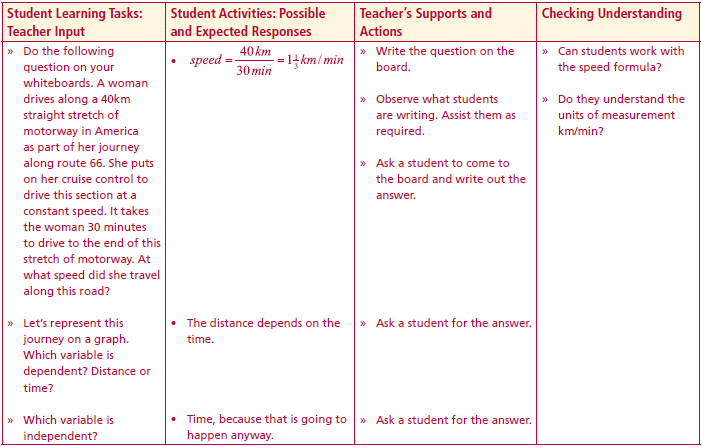 Student Learning Tasks:
Teacher Input
Student Activities: Possible
and Expected Responses
Teacher's Supports and
Actions
Checking Understanding
» Do the following
question on your
whiteboards. A woman
drives along a 40km
straight stretch of
motorway in America
as part of her journey
along route 66. She puts
on her cruise control to
drive this section at a
constant speed. It takes
the woman 30 minutes
to drive to the end of this
stretch of motorway. At
what speed did she travel
along this road?
• speed = 40 km / 30 min = 1 1/3 km / min
» Write the question on the
board.
» Observe what students
are writing. Assist them as
required.
» Ask a student to come to
the board and write out the
answer.
» Can students work with
the speed formula?
» Do they understand the
units of measurement
km/min?
» Let's represent this
journey on a graph.
Which variable is
dependent? Distance or
time?
• The distance depends on the
time.
» Ask a student for the answer.
» Which variable is
independent?
• Time, because that is going to
happen anyway.
» Ask a student for the answer.